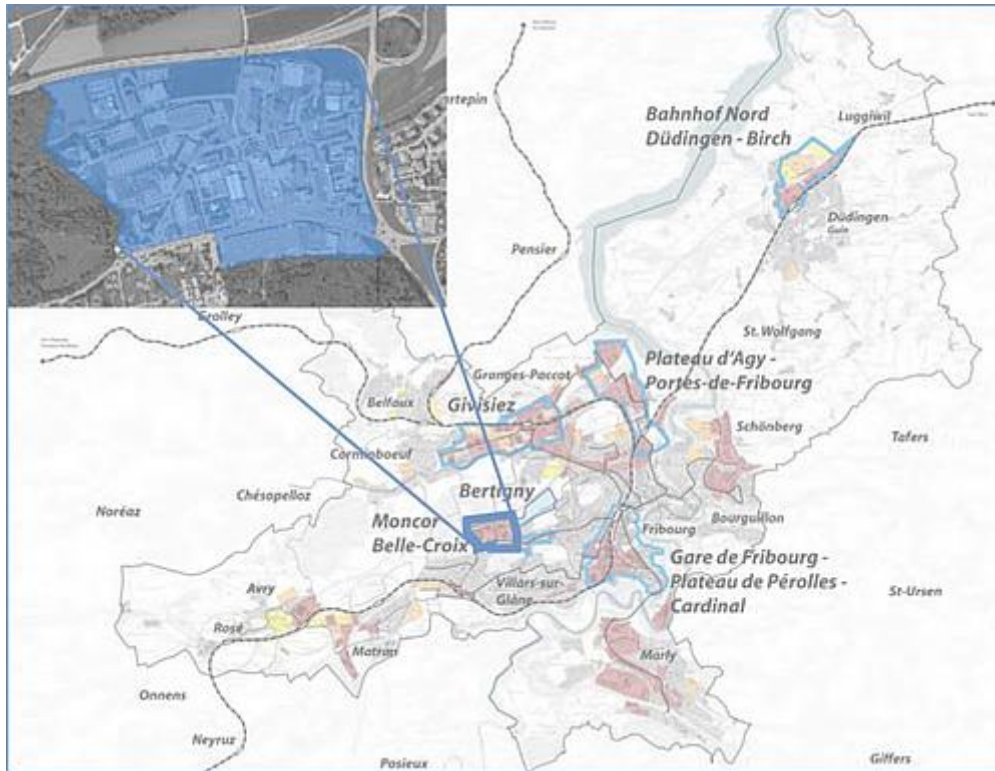 artepin
Bahnhof Nord
Düdingen - Birch
Luggiwil
Düdingen
Guin
Pensier
Grolley
St. Wolfgang
Plateau d'Agy -
Portes-de-Fribourg
Granges-Paccot
Belfaux
Givisiez
Schönberg
Tafers
Corminboeuf
Chésopelloz
Bertigny
Noréaz
Moncor
Belle-Croix
Fribourg
Bourguillon
Gare de Fribourg -
Plateau de Pérolles -
Cardinal
Villars-sur-
Glâne
St-Ursen
Avry
Rosé
Matran
Marly
Onnens
Neyruz
Posieux
Giffers